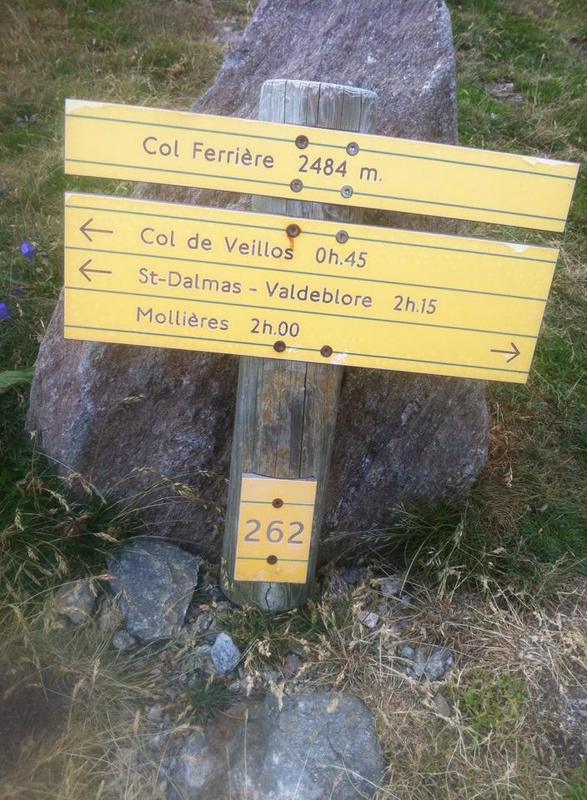 Col Ferrière 2484 m.
← Col de Veillos 0h.45
← St-Dalmas - Valdeblore 2h.15
Mollières 2h.00 →
262